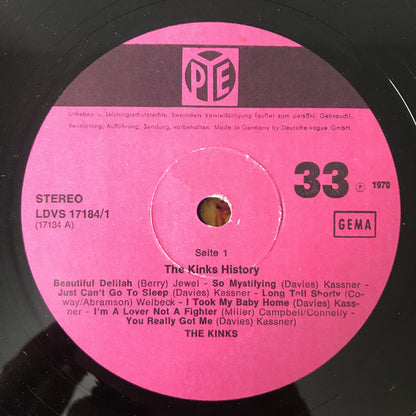 PYE
Urheber- u. Leistungsschutzrechte, besonders Vervielfältigung (außer zum persönl. Gebrauch),
Vermietung, Aufführung, Sendung, vorbehalten. Made in Germany by Deutsche vogue GmbH.
STEREO
LDVS 17184/1
(17184 A)
33 P 1970
GEMA
Seite 1
The Kinks History
Beautiful Delilah (Berry) Jewel - So Mystifying (Davies) Kassner -
Just Can't Go To Sleep (Davies) Kassner - Long Tall Shorty (Co-
way/Abramson) Welbeck - I Took My Baby Home (Davies) Kass-
ner - I'm A Lover Not A Fighter (Miller) Campbell/Connelly -
You Really Got Me (Davies) Kassner
THE KINKS